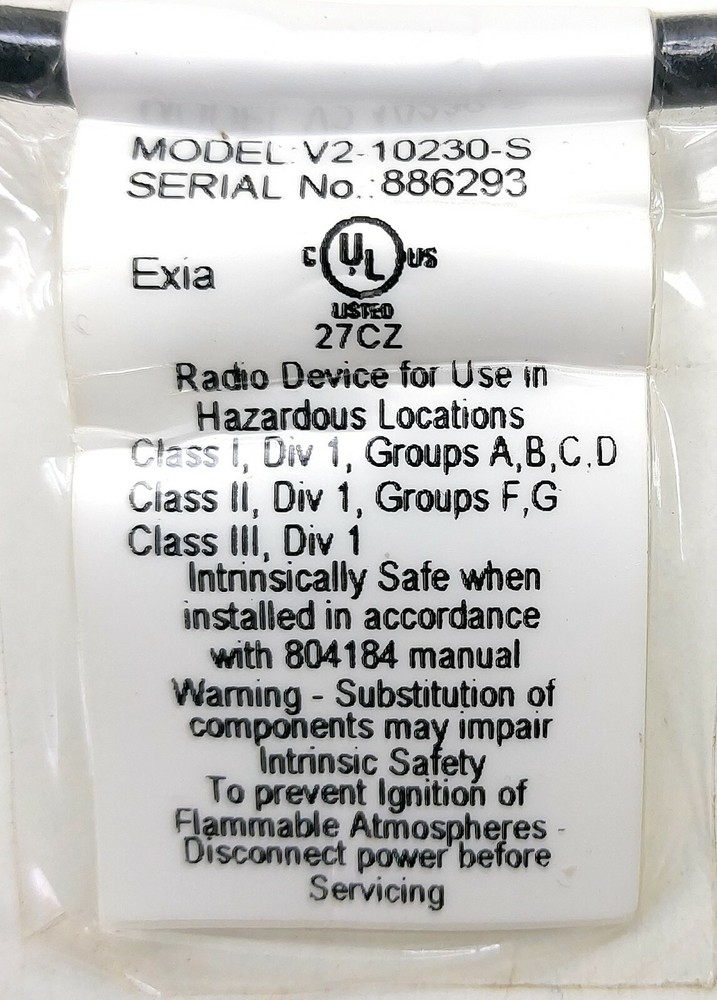 MODEL: V2-10230-S
SERIAL No.: 886293
Exia
C UL US
LISTED
27CZ
Radio Device for Use in
Hazardous Locations
Class I, Div 1, Groups A,B,C,D
Class II, Div 1, Groups F,G
Class III, Div 1
Intrinsically Safe when
installed in accordance
with 804184 manual
Warning - Substitution of
components may impair
Intrinsic Safety
To prevent Ignition of
Flammable Atmospheres -
Disconnect power before
Servicing